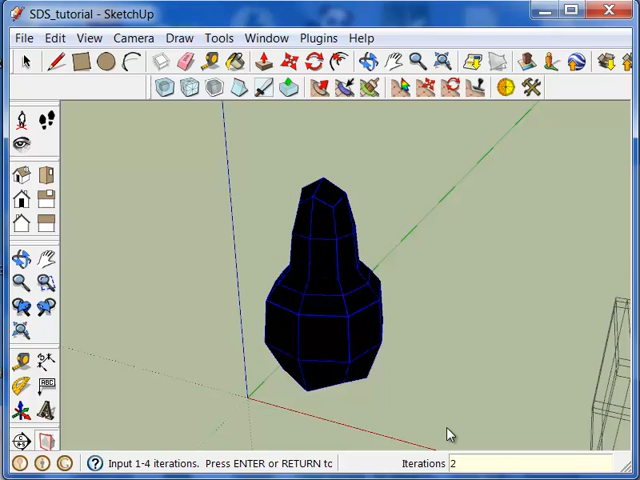 SDS_tutorial - SketchUp
File Edit View Camera Draw Tools Window Plugins Help
Input 1-4 iterations. Press ENTER or RETURN tc
Iterations 2